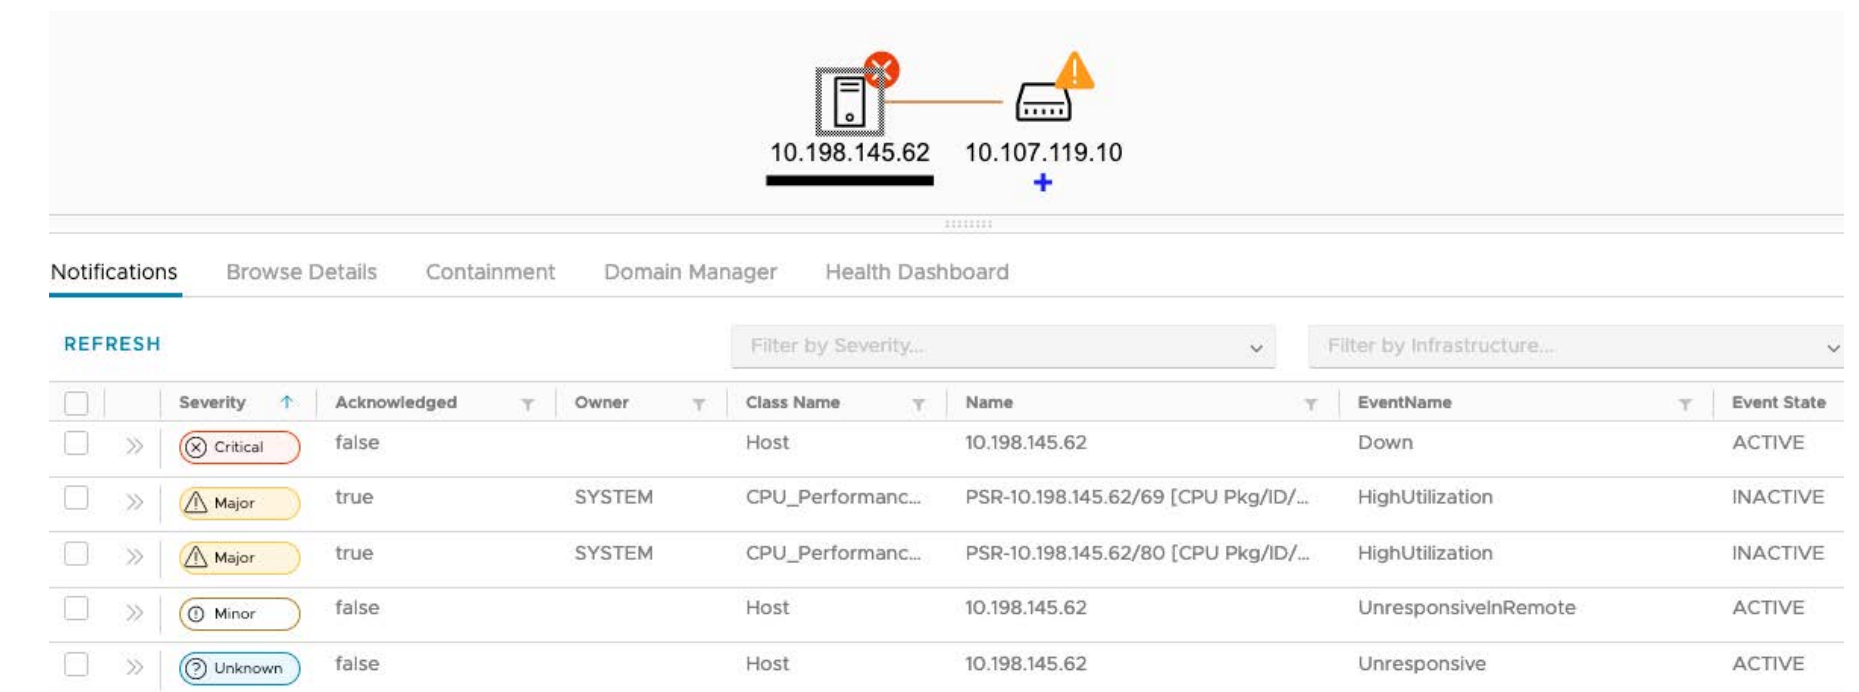 10.198.145.62 10.107.119.10
+
Notifications Browse Details Containment Domain Manager Health Dashboard
REFRESH Filter by Severity... Filter by Infrastructure...
Severity Acknowledged Owner Class Name Name EventName Event State
Critical false Host 10.198.145.62 Down ACTIVE
Major true SYSTEM CPU_Performanc... PSR-10.198.145.62/69 [CPU Pkg/ID/... HighUtilization INACTIVE
Major true SYSTEM CPU_Performanc... PSR-10.198.145.62/80 [CPU Pkg/ID/... HighUtilization INACTIVE
Minor false Host 10.198.145.62 UnresponsiveInRemote ACTIVE
Unknown false Host 10.198.145.62 Unresponsive ACTIVE